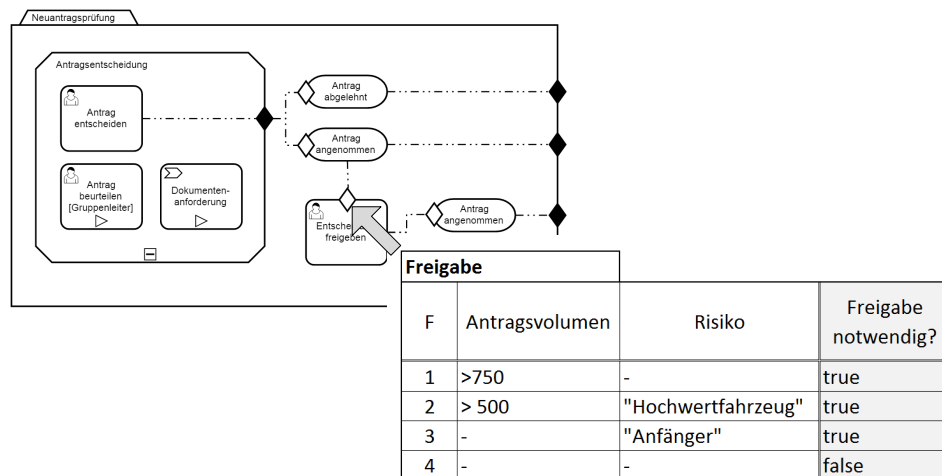 Neuantragsprüfung
Antragsentscheidung
Antrag
entscheiden
Antrag
beurteilen
[Gruppenleiter]
Dokumenten-
anforderung
Antrag
abgelehnt
Antrag
angenommen
freigeben
Antrag
angenommen
Freigabe
F Antragsvolumen Risiko Freigabe
notwendig?
1 >750 - true
2 > 500 "Hochwertfahrzeug" true
3 - "Anfänger" true
4 - - false